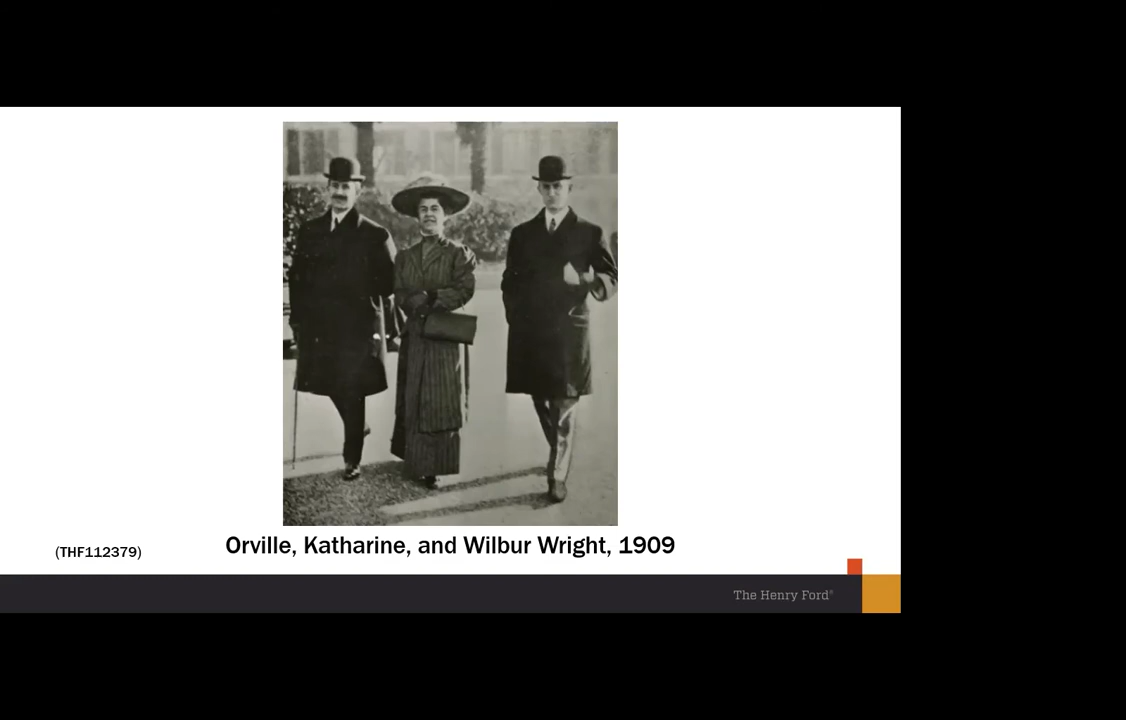 Orville, Katharine, and Wilbur Wright, 1909
(THF112379)
The Henry Ford®